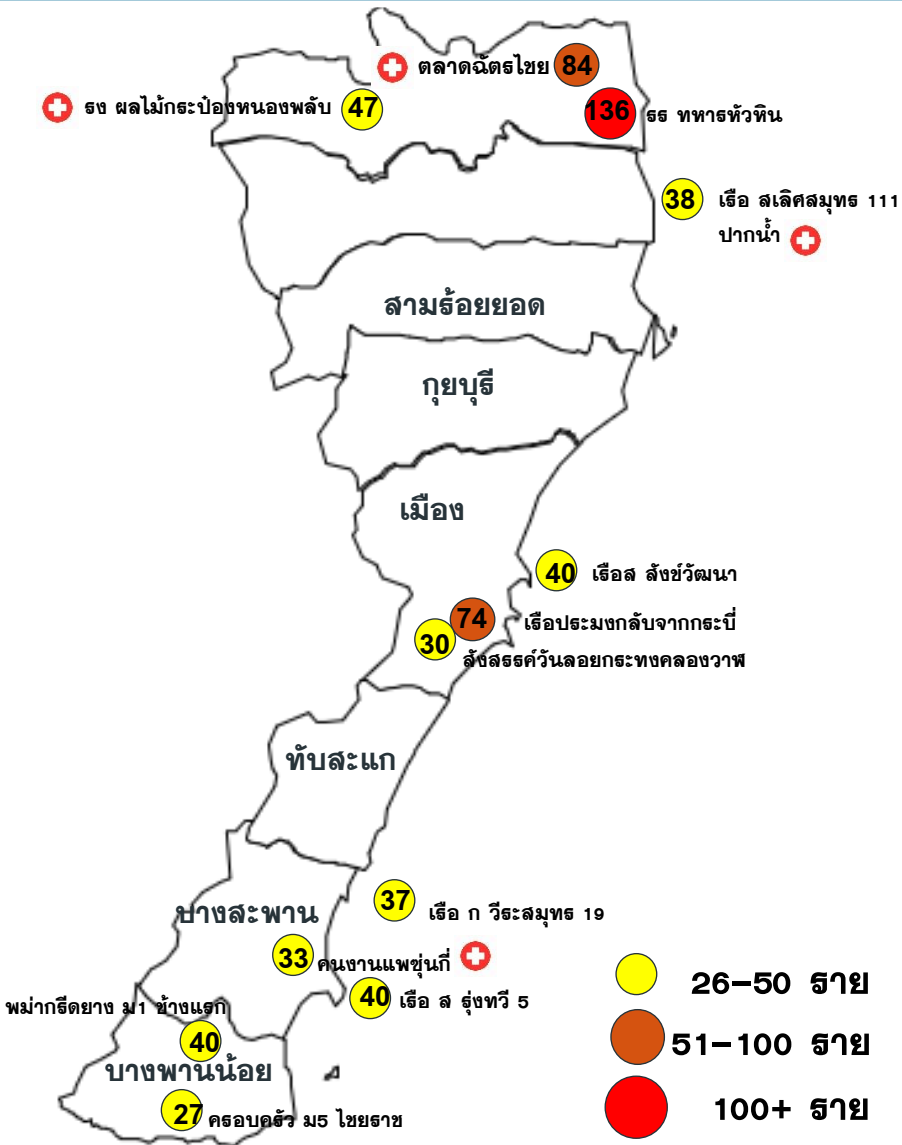 ตลาดฉัตรไชย 84
รง ผลไม้กระป๋องหนองพลับ 47
136 รร ทหารหัวหิน
38 เรือ สเลิศสมุทร 111
ปากน้ำ
สามร้อยยอด
กุยบุรี
เมือง
40 เรือส สังข์วัฒนา
74 เรือประมงกลับจากกระบี่
30 สังสรรค์วันลอยกระทงคลองวาฬ
ทับสะแก
37 เรือ ก วีระสมุทร 19
บางสะพาน
33 คนงานแพชุ่นกี่
40 เรือ ส รุ่งทวี 5
พม่ากรีดยาง ม1 ช้างแรก
40
บางพานน้อย
27 ครอบครัว ม5 ไชยราช
26-50 ราย
51-100 ราย
100+ ราย